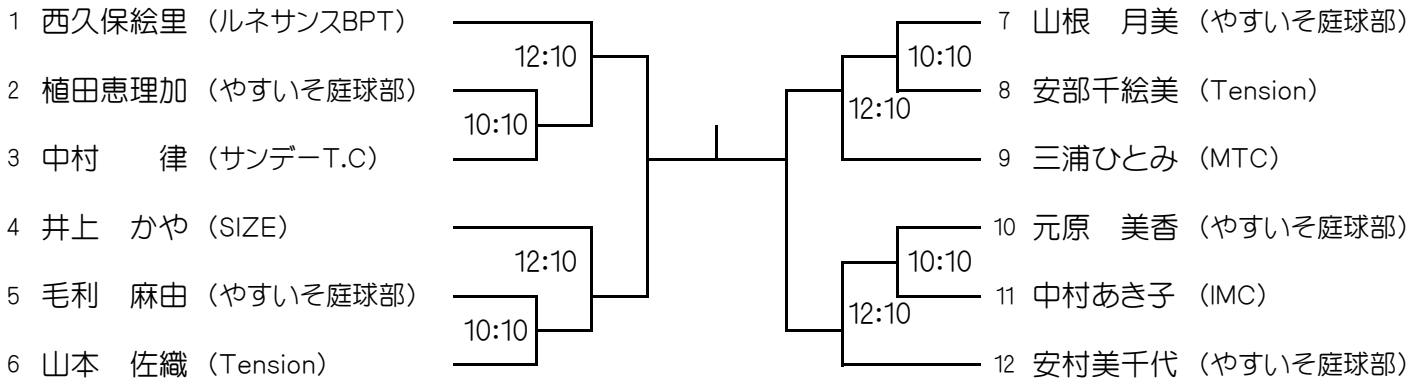 1 西久保絵里 （ルネサンスBPT）
12:10
2 植田恵理加 （やすいそ庭球部）
10:10
3 中村　　律 （サンデーT.C）
4 井上　かや （SIZE）
12:10
5 毛利　麻由 （やすいそ庭球部）
10:10
6 山本　佐織 （Tension）
7 山根　月美 （やすいそ庭球部）
10:10
8 安部千絵美 （Tension）
12:10
9 三浦ひとみ （MTC）
10 元原　美香 （やすいそ庭球部）
10:10
11 中村あき子 （IMC）
12:10
12 安村美千代 （やすいそ庭球部）